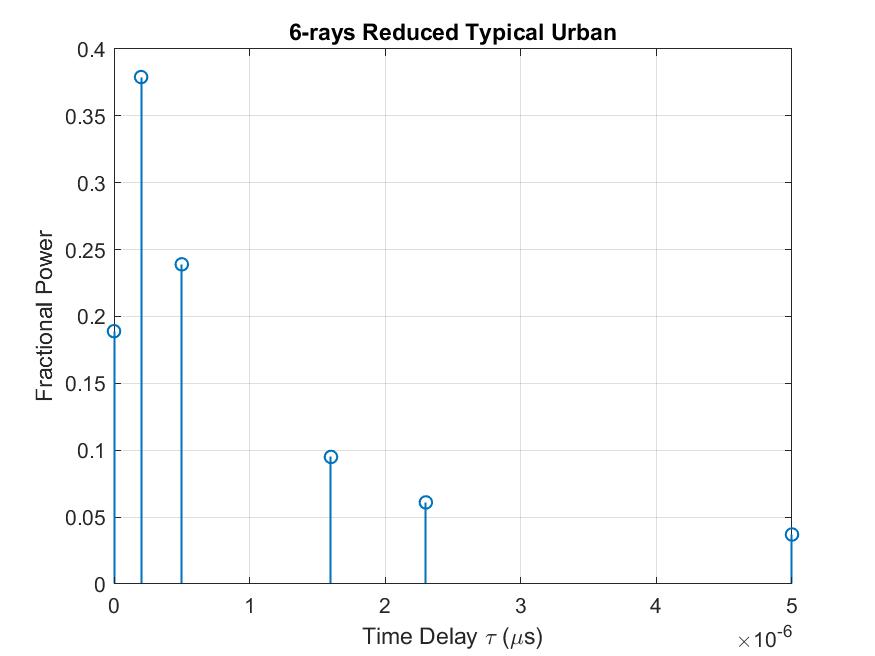 6-rays Reduced Typical Urban
0.4
0.35
0.3
0.25
0.2
0.15
0.1
0.05
0
Fractional Power
0 1 2 3 4 5
Time Delay τ (μs)
×10⁻⁶